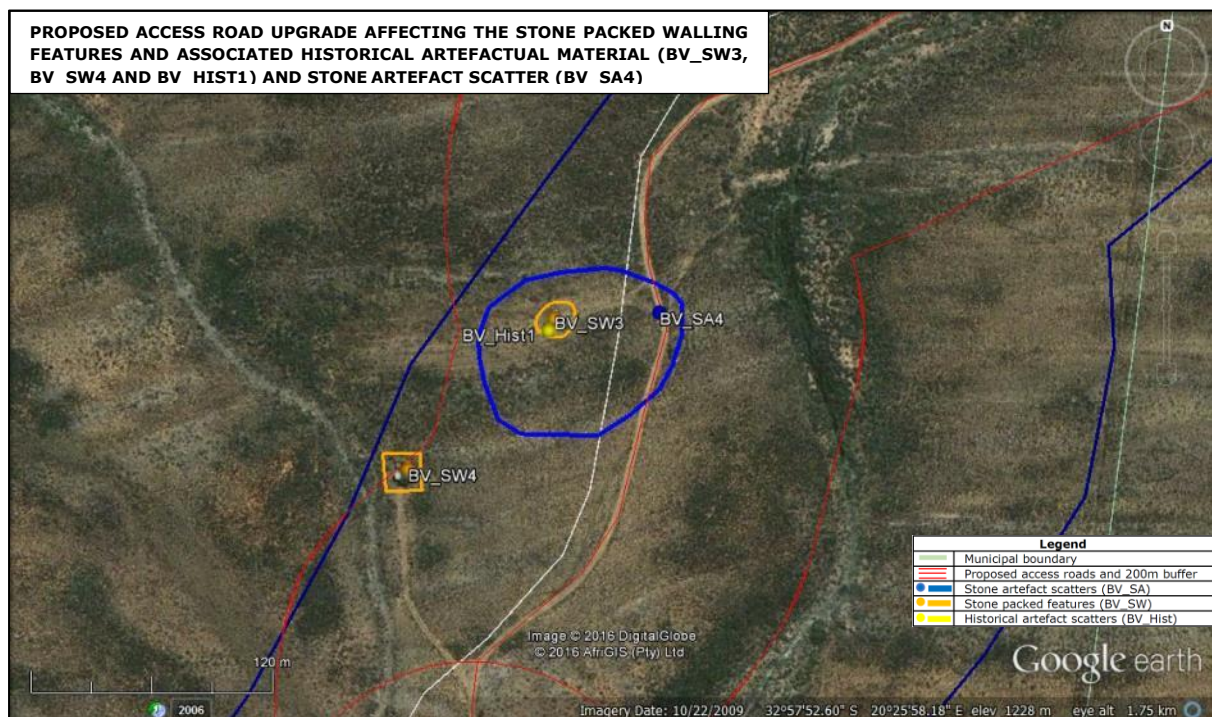 PROPOSED ACCESS ROAD UPGRADE AFFECTING THE STONE PACKED WALLING
FEATURES AND ASSOCIATED HISTORICAL ARTEFACTUAL MATERIAL (BV_SW3,
BV SW4 AND BV HIST1) AND STONE ARTEFACT SCATTER (BV SA4)
N
BV_SW3
BV_SA4
BV_Hist1
BV_SW4
Legend
Municipal boundary
Proposed access roads and 200m buffer
Stone artefact scatters (BV_SA)
Stone packed features (BV_SW)
Historical artefact scatters (BV_Hist)
Image © 2016 DigitalGlobe
© 2016 AfriGIS (Pty) Ltd
Google earth
120 m
2006
Imagery Date: 10/22/2009 32°57'52.60" S 20°25'58.18" E elev 1228 m eye alt 1.75 km